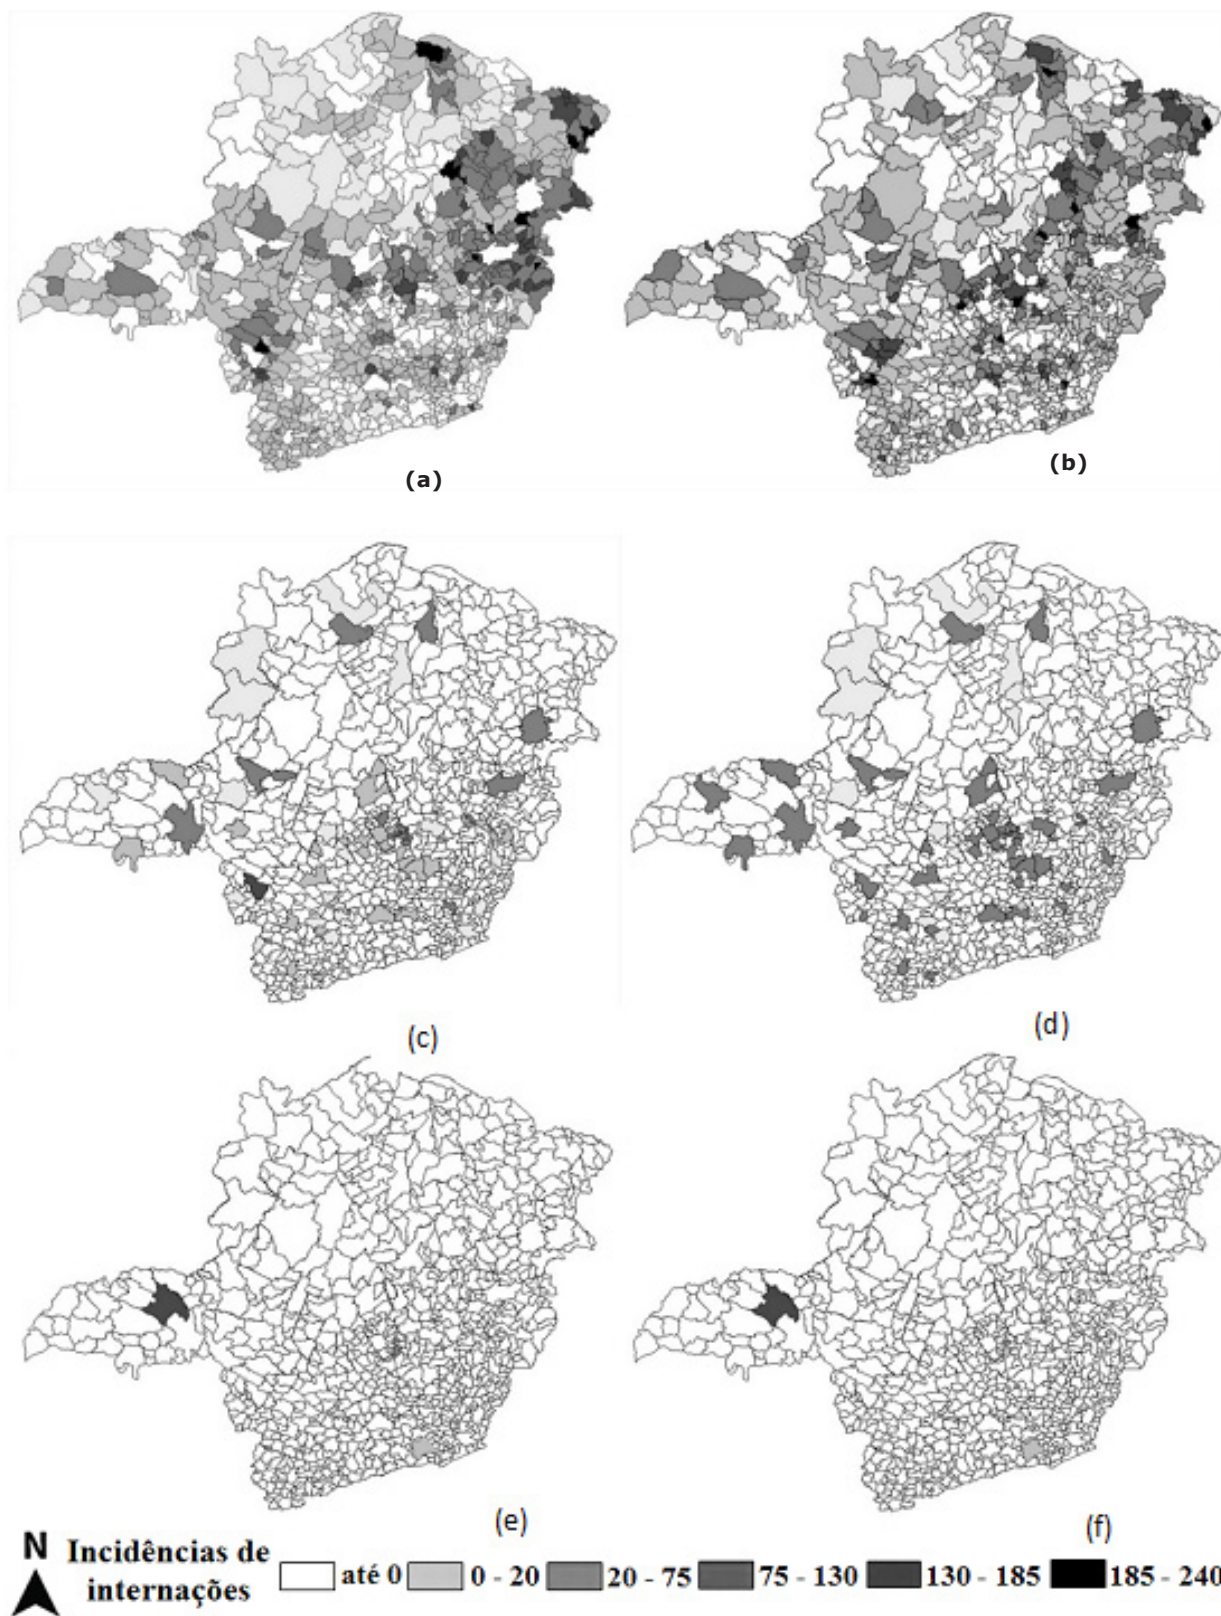 (a)
(b)
(c)
(d)
(e)
(f)
N
Incidências de
internações
até 0
0 - 20
20 - 75
75 - 130
130 - 185
185 - 240